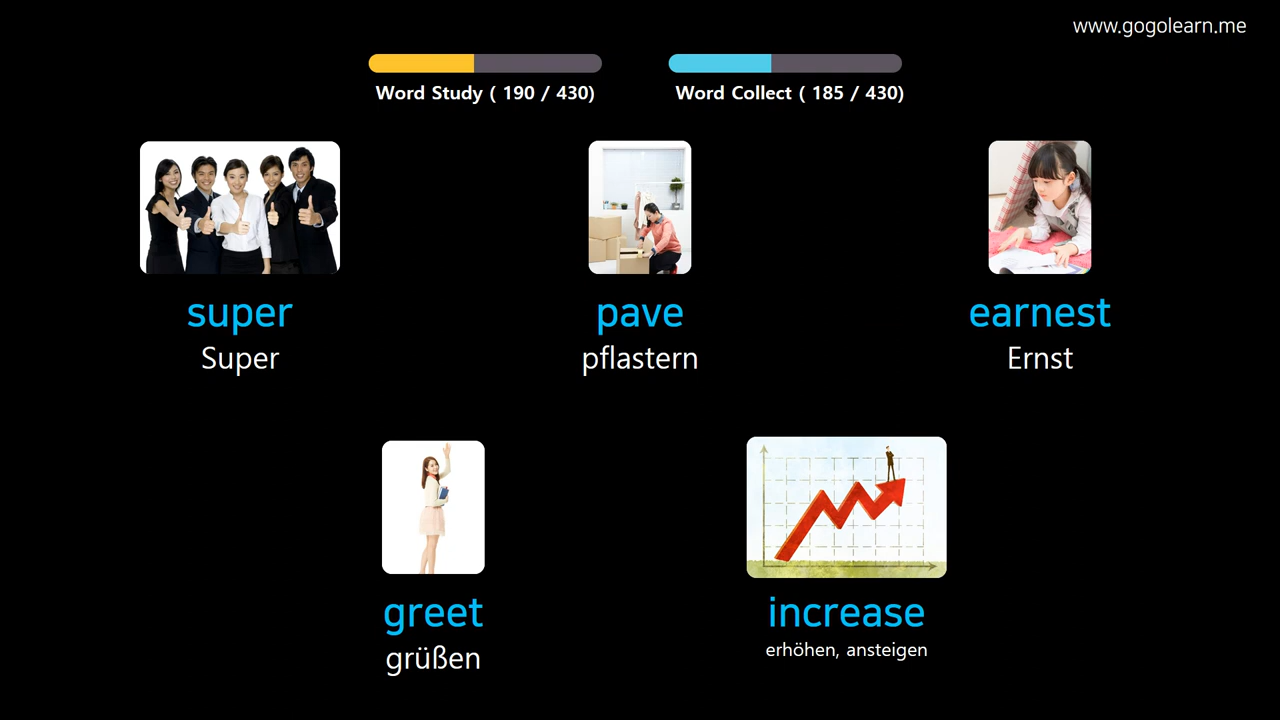 www.gogolearn.me
Word Study ( 190 / 430)
Word Collect ( 185 / 430)
super
Super
pave
pflastern
earnest
Ernst
greet
grüßen
increase
erhöhen, ansteigen